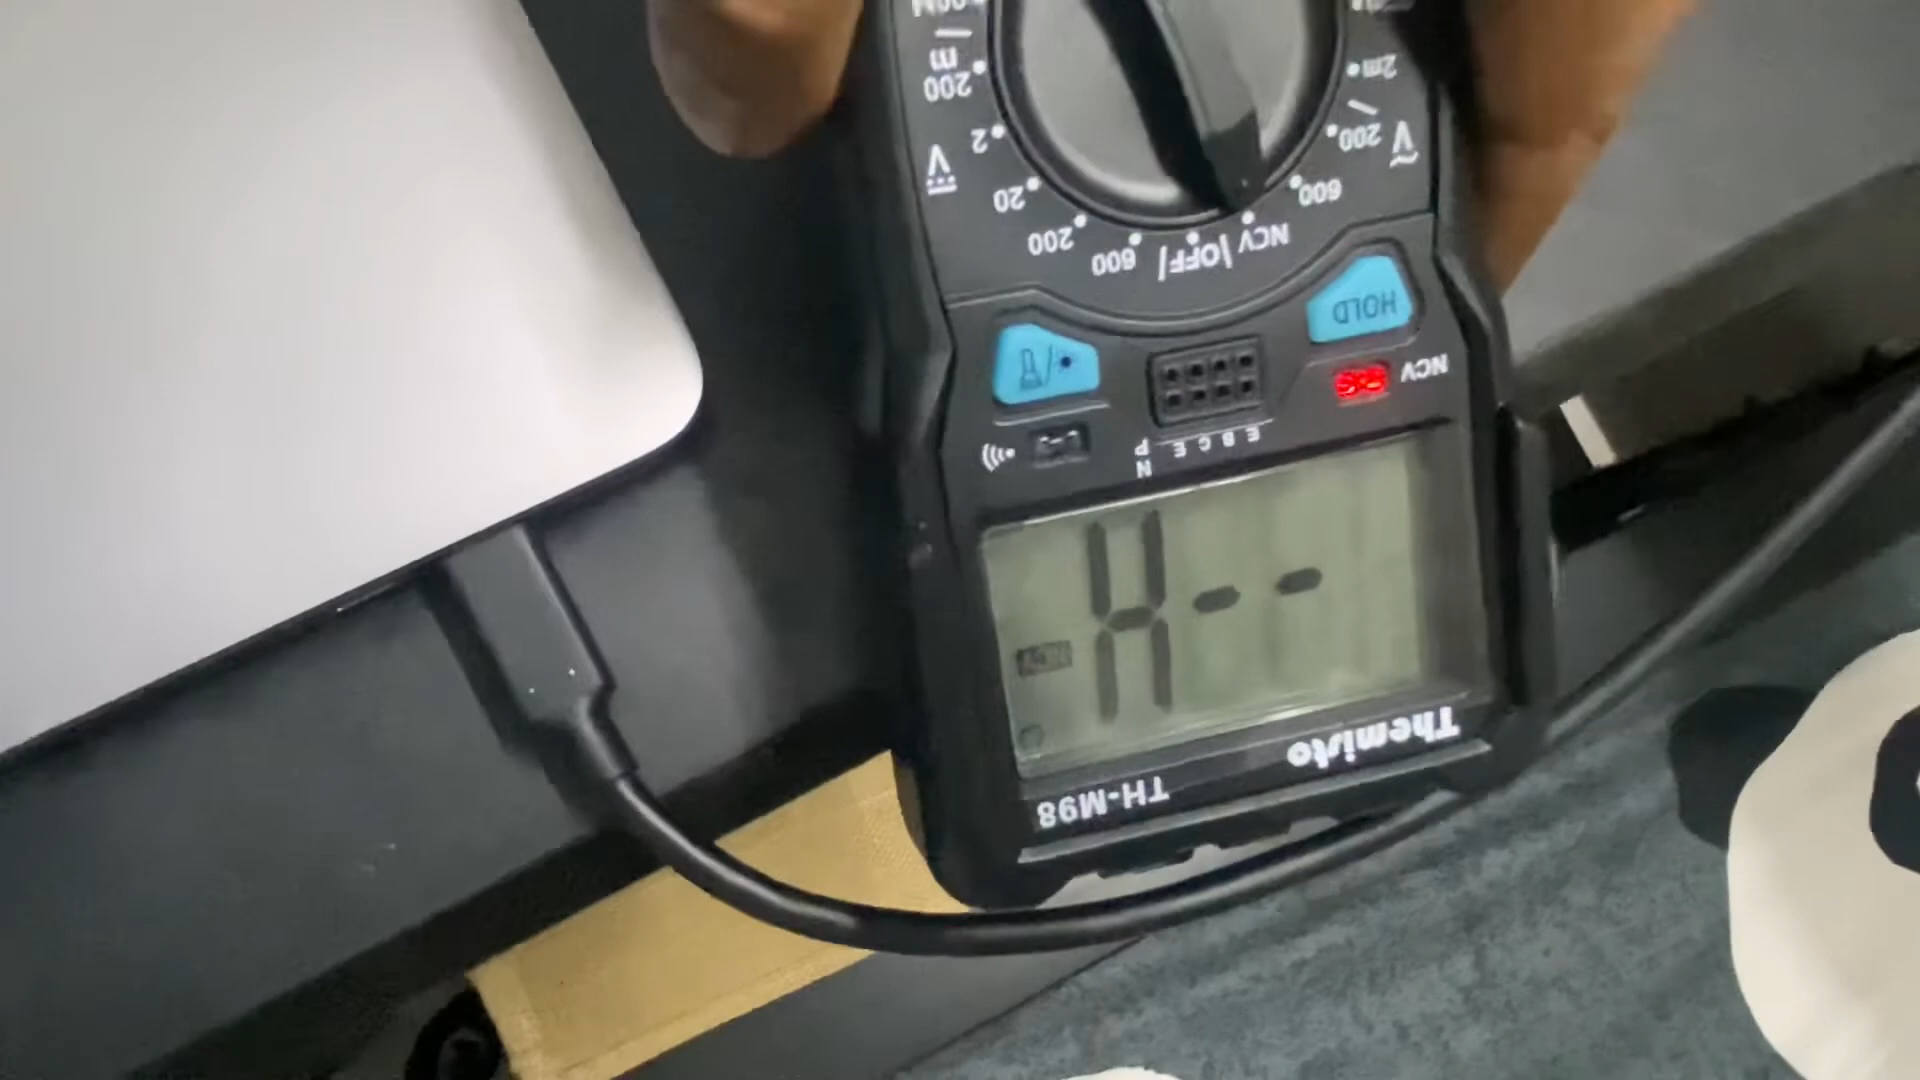 Themisto
TH-M98
H--
NCV
HOLD
N
P
E B C E
NCV
OFF
600
200
20
2
200
m
V
600
200
2m
V